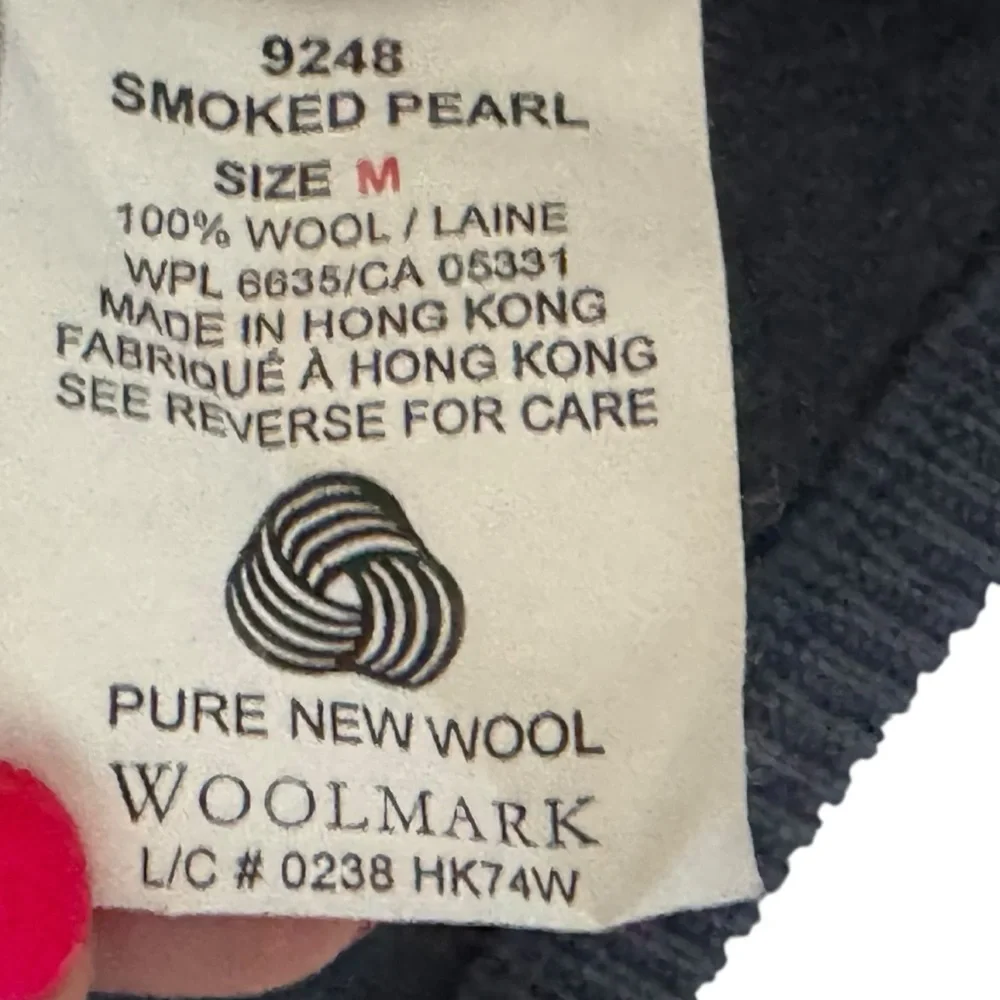 9248
SMOKED PEARL
SIZE M
100% WOOL / LAINE
WPL 6635/CA 05331
MADE IN HONG KONG
FABRIQUÉ À HONG KONG
SEE REVERSE FOR CARE
PURE NEW WOOL
WOOLMARK
L/C # 0238 HK74W